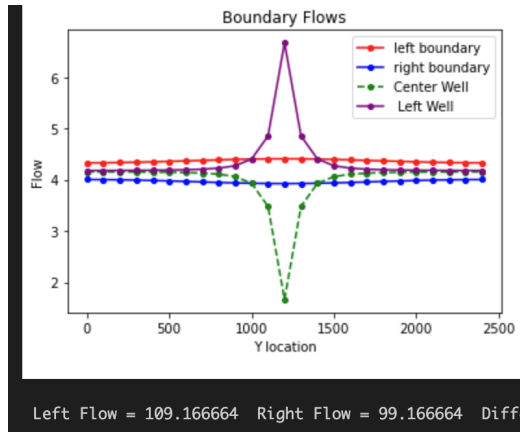 Boundary Flows
left boundary
right boundary
Center Well
Left Well
6
5
4
3
2
Flow
0
500
1000
1500
2000
2500
Y location
Left Flow = 109.166664 Right Flow = 99.166664 Diff